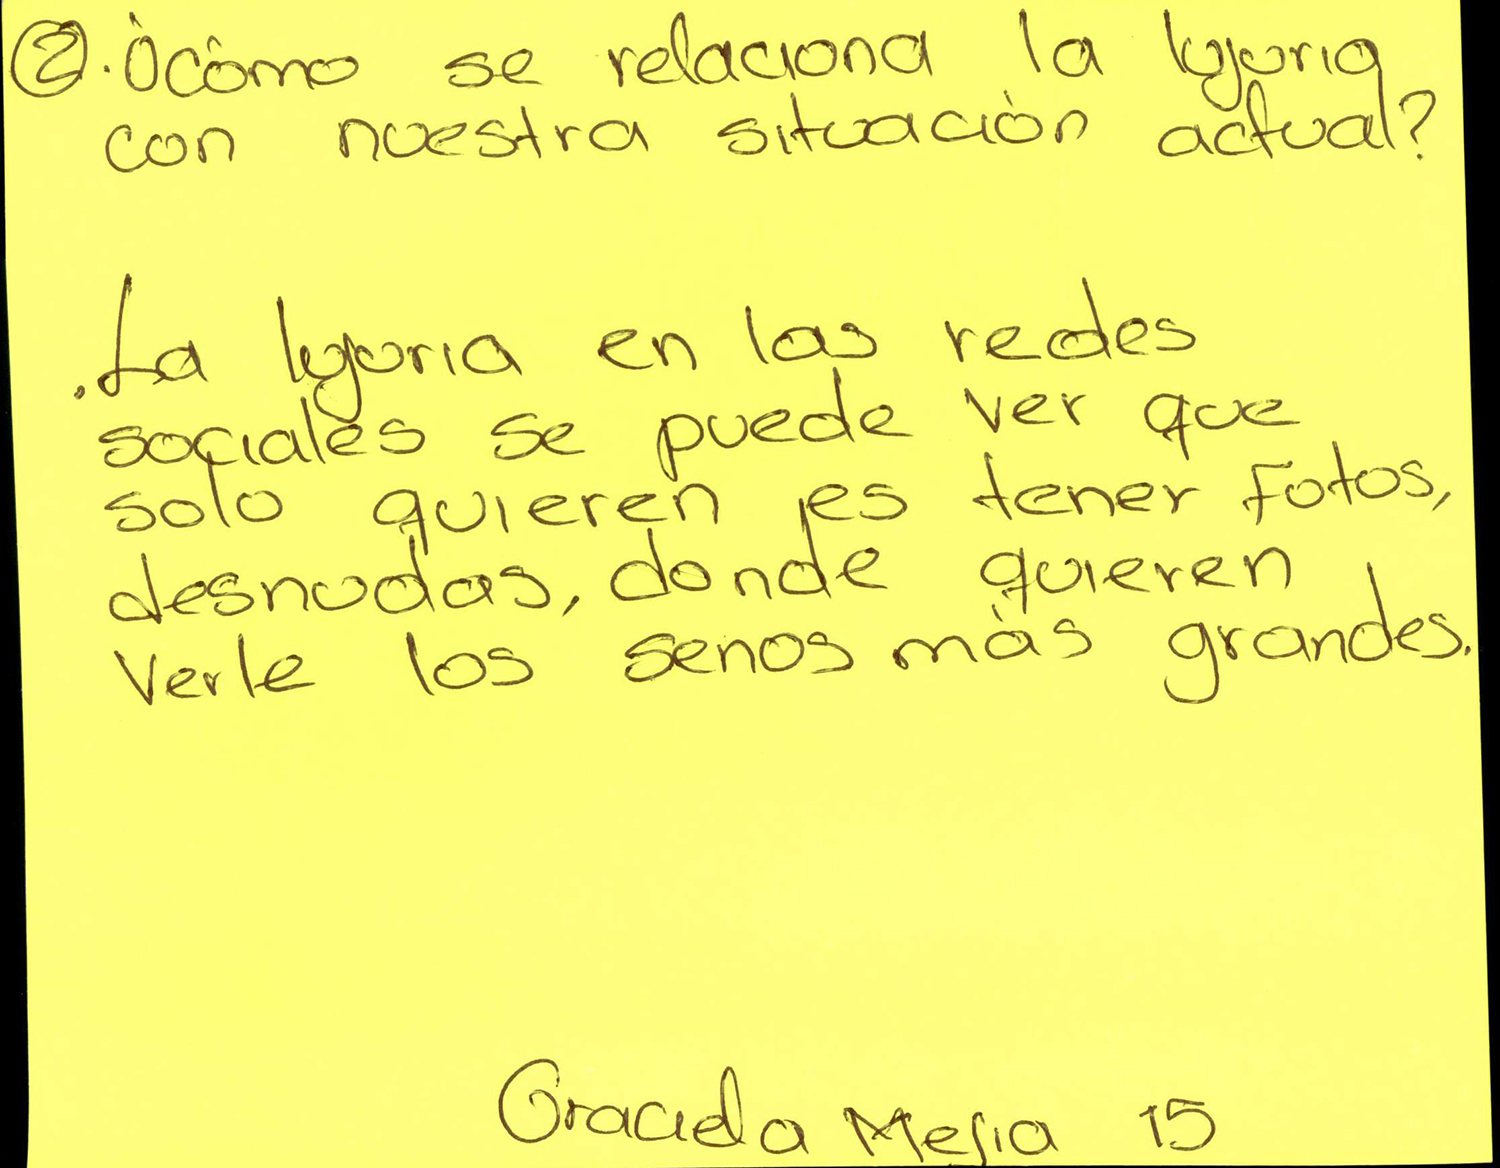 ②. ¿cómo se relaciona la lujuria
con nuestra situación actual?
.La lujuria en las redes
sociales se puede ver que
solo quieren es tener Fotos,
desnudas, donde quieren
Verle los senos más grandes.
Graciela Mejia 15